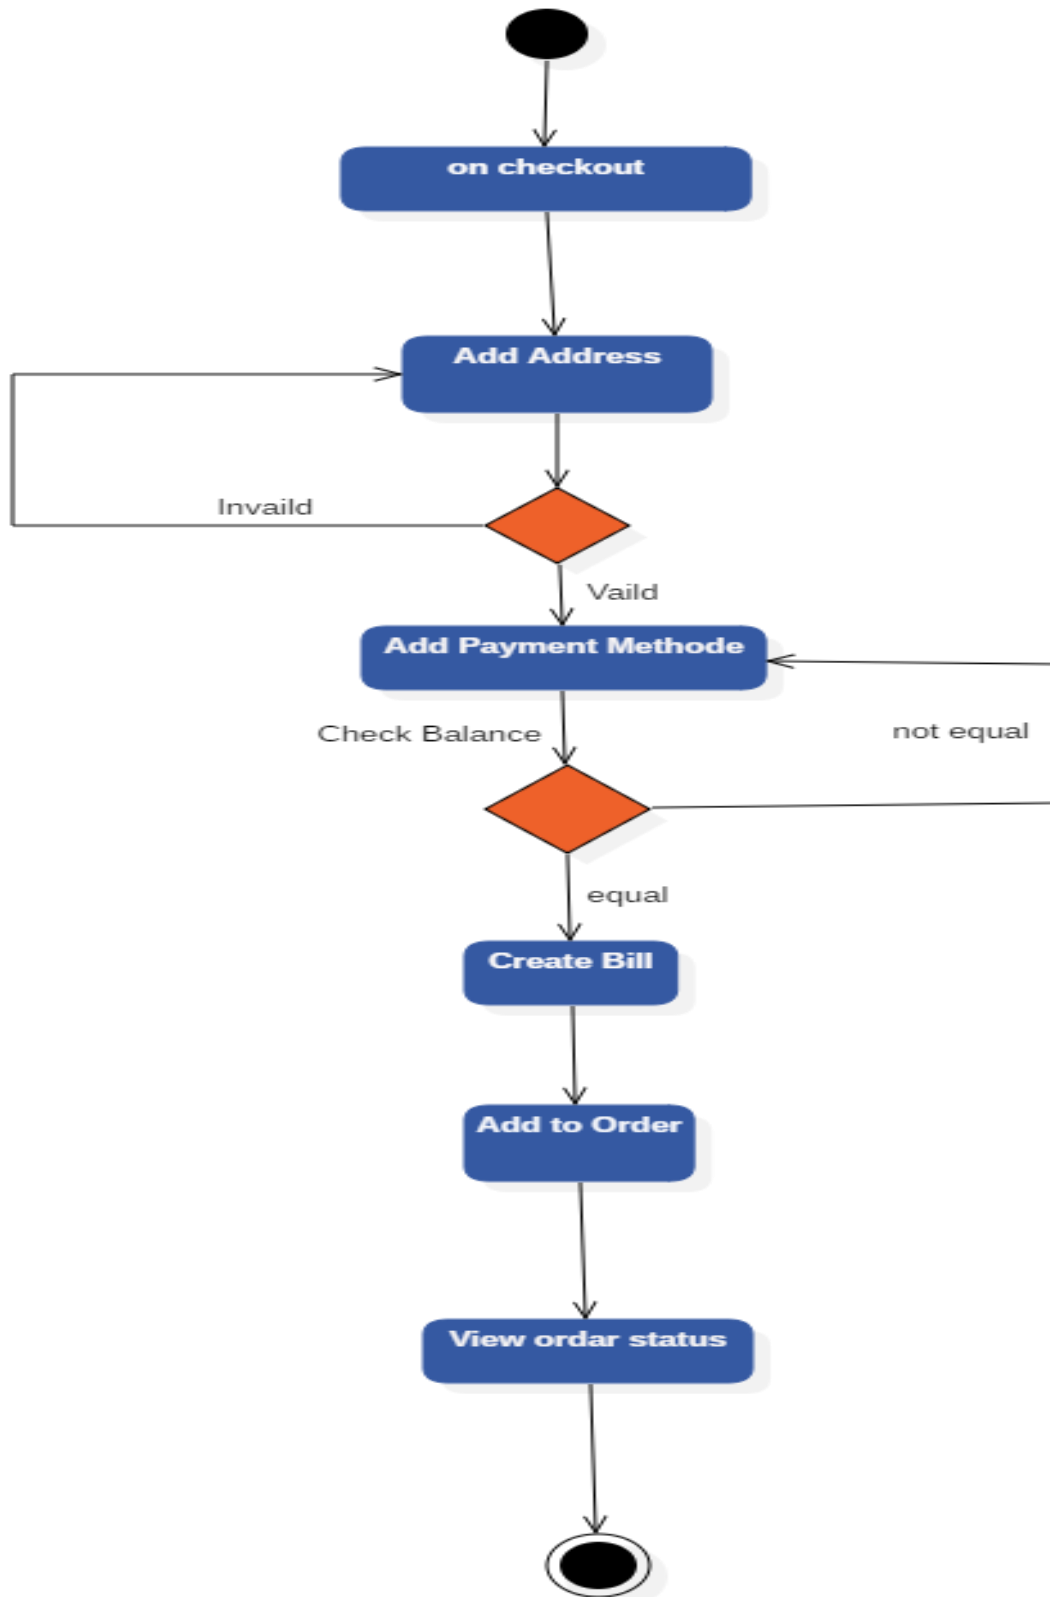 on checkout
Add Address
Invaild
Vaild
Add Payment Methode
Check Balance
not equal
equal
Create Bill
Add to Order
View ordar status